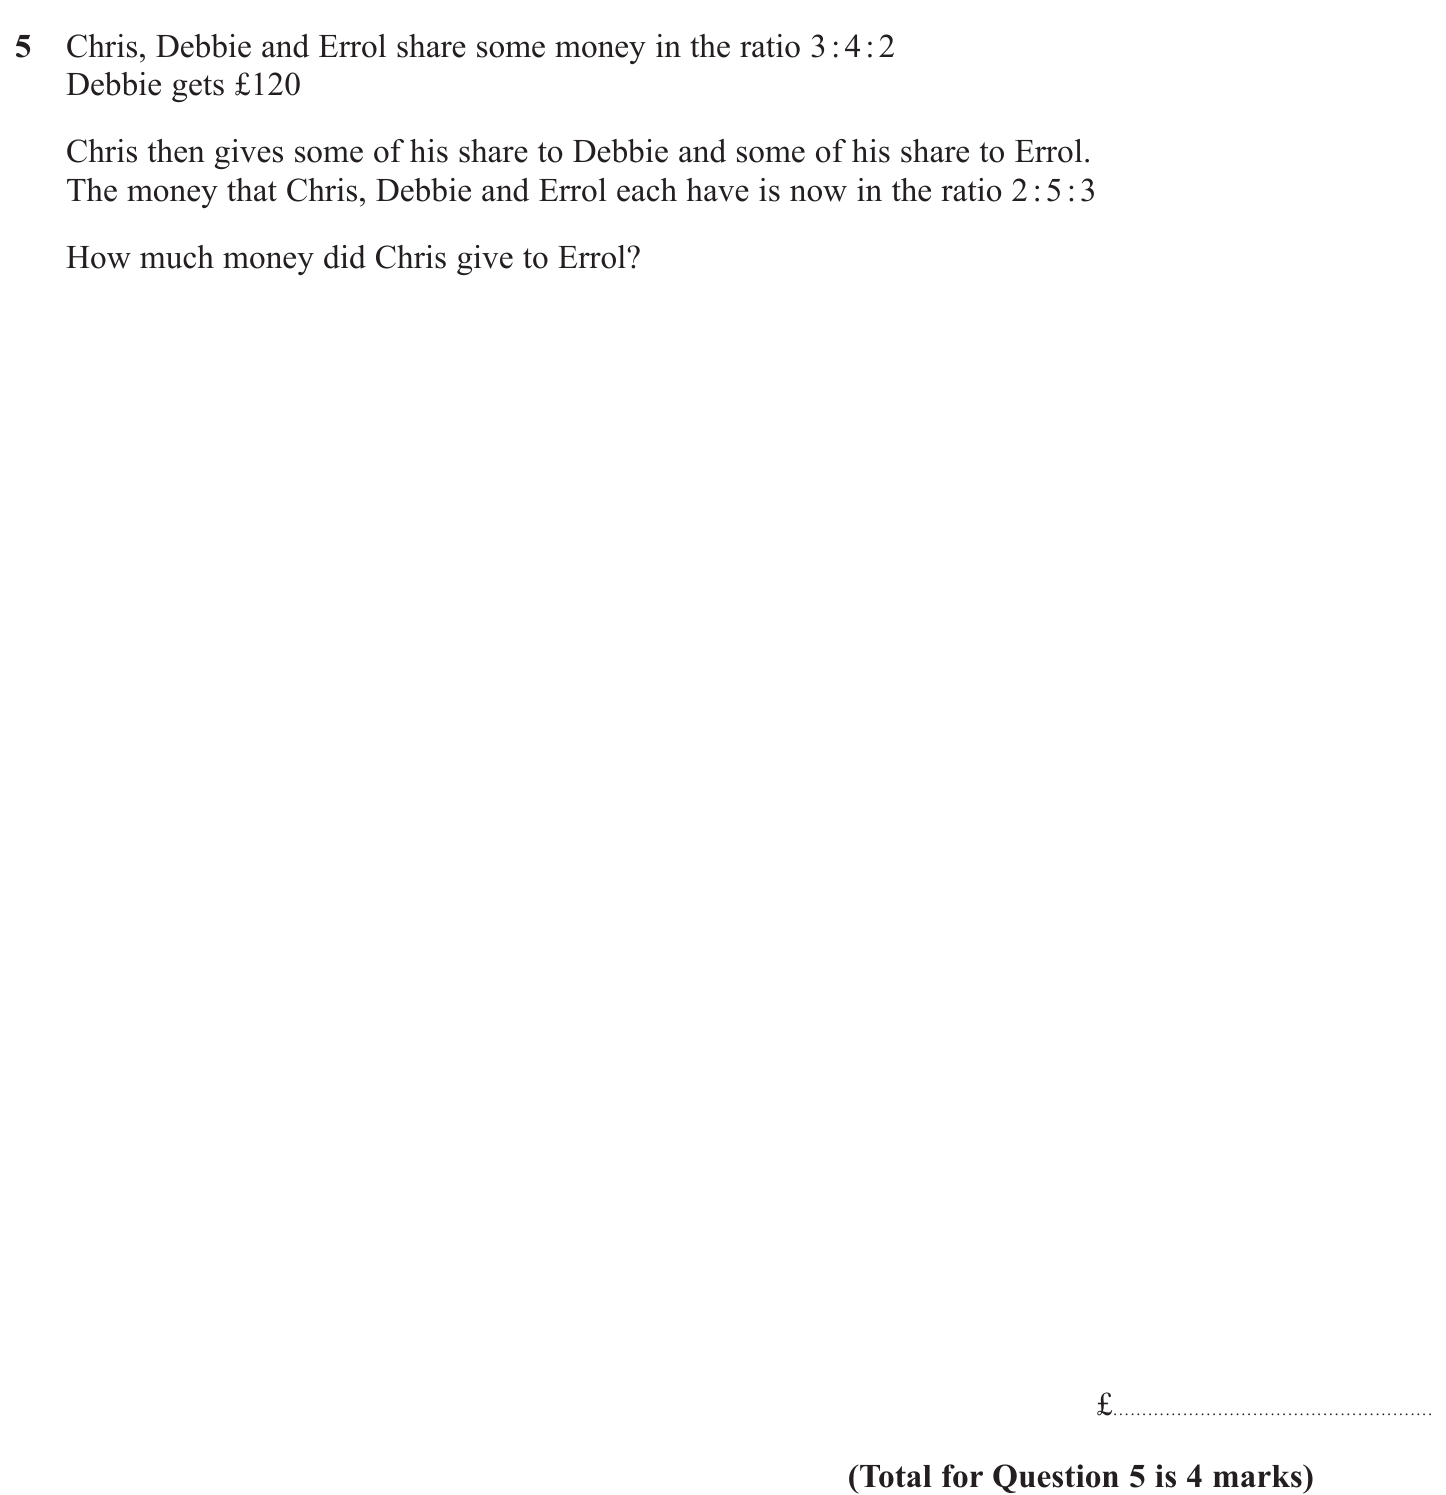 5 Chris, Debbie and Errol share some money in the ratio 3 : 4 : 2
Debbie gets £120
Chris then gives some of his share to Debbie and some of his share to Errol.
The money that Chris, Debbie and Errol each have is now in the ratio 2 : 5 : 3
How much money did Chris give to Errol?
£.......................................................
(Total for Question 5 is 4 marks)